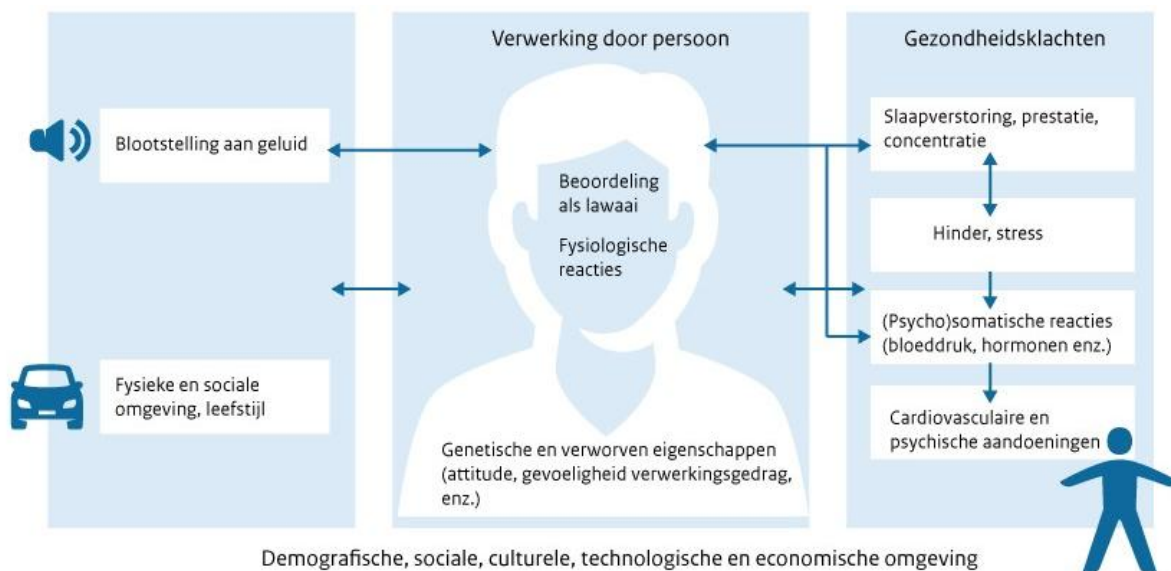 Verwerking door persoon
Gezondheidsklachten
Blootstelling aan geluid
Fysieke en sociale
omgeving, leefstijl
Beoordeling
als lawaai
Fysiologische
reacties
Genetische en verworven eigenschappen
(attitude, gevoeligheid verwerkingsgedrag,
enz.)
Slaapverstoring, prestatie,
concentratie
Hinder, stress
(Psycho)somatische reacties
(bloeddruk, hormonen enz.)
Cardiovasculaire en
psychische aandoeningen
Demografische, sociale, culturele, technologische en economische omgeving